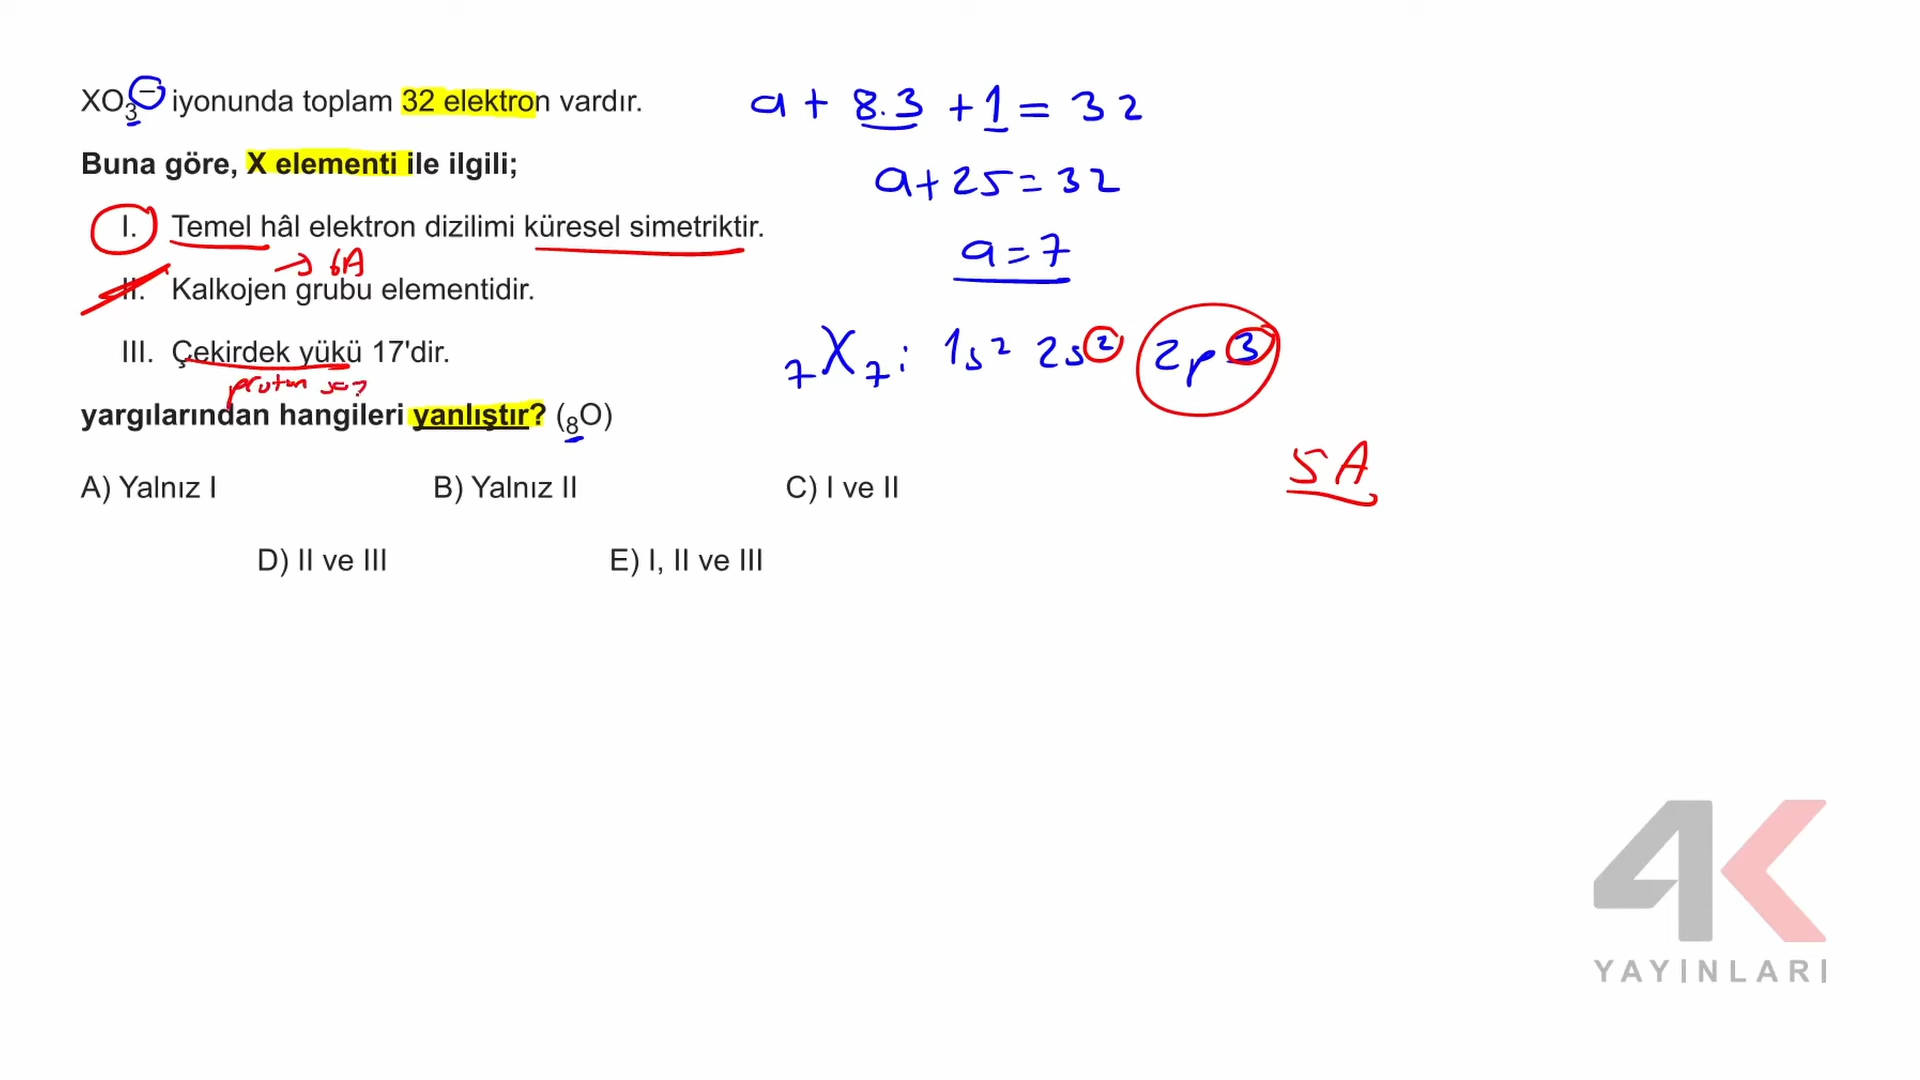 XO₃⁻ iyonunda toplam 32 elektron vardır.
Buna göre, X elementi ile ilgili;
I. Temel hâl elektron dizilimi küresel simetriktir.
→ 6A
II. Kalkojen grubu elementidir.
III. Çekirdek yükü 17'dir.
proton
yargılarından hangileri yanlıştır? (₈O)
A) Yalnız I
B) Yalnız II
C) I ve II
D) II ve III
E) I, II ve III
a + 8.3 + 1 = 32
a + 25 = 32
a = 7
₇X₇: 1s² 2s² 2p³
5A
4K
YAYINLARI